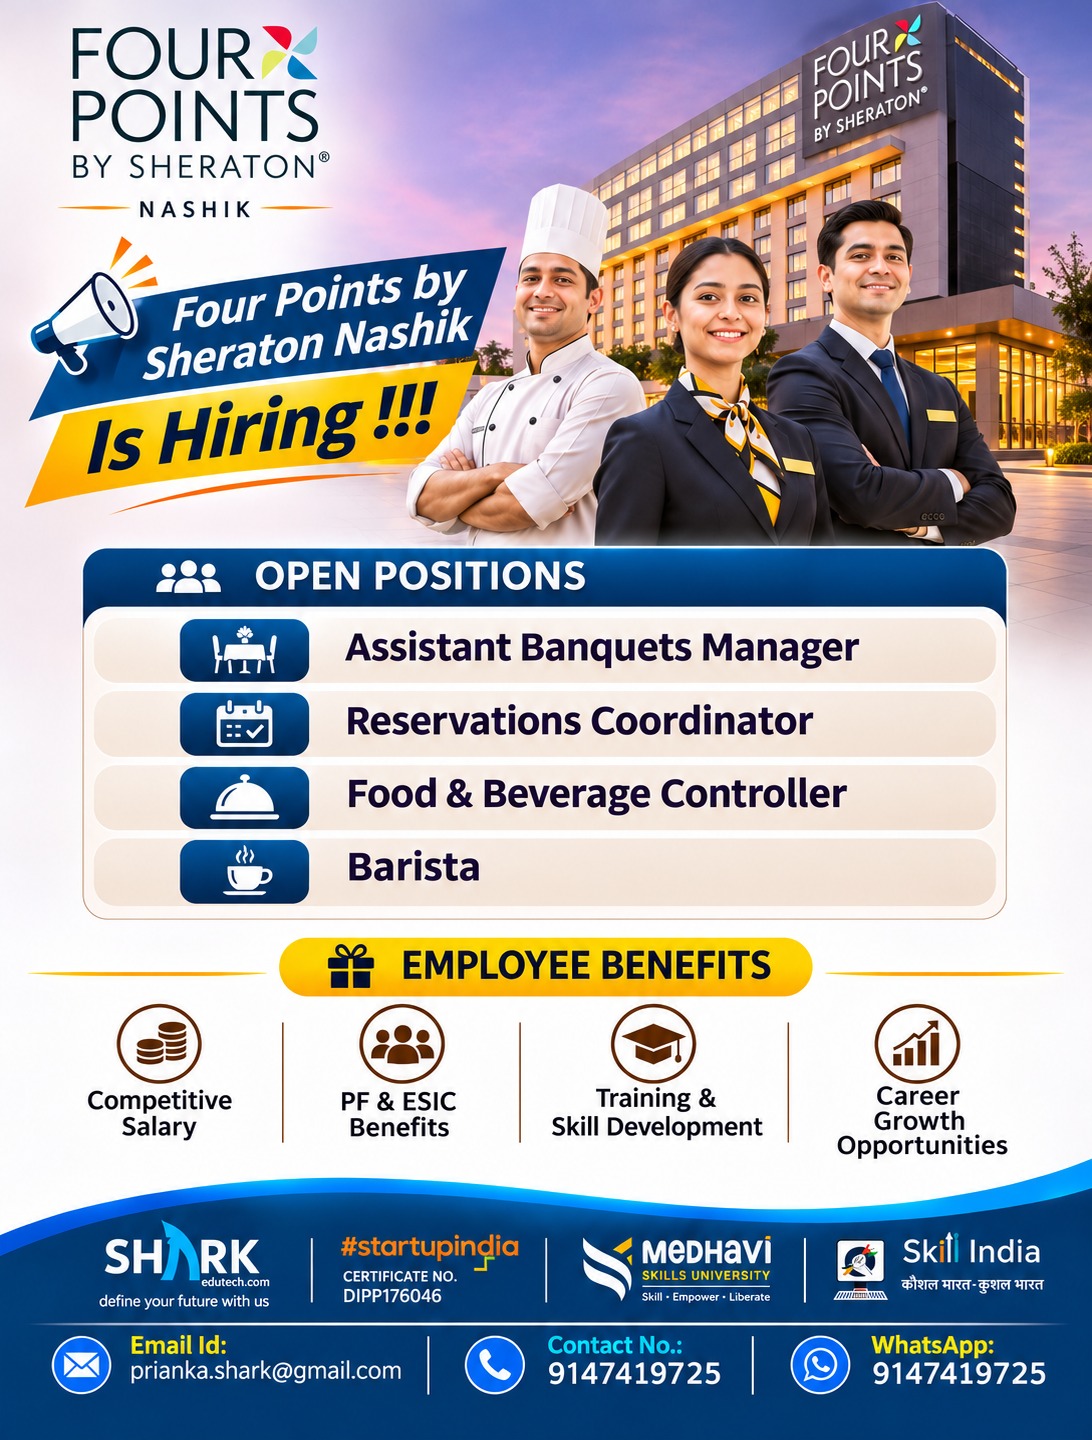 FOUR
POINTS
BY SHERATON®
NASHIK
FOUR
POINTS
BY SHERATON®
Four Points by
Sheraton Nashik
Is Hiring !!!
OPEN POSITIONS
Assistant Banquets Manager
Reservations Coordinator
Food & Beverage Controller
Barista
EMPLOYEE BENEFITS
Competitive
Salary
PF & ESIC
Benefits
Training &
Skill Development
Career
Growth
Opportunities
SHARK
edutech.com
define your future with us
#startupindia
CERTIFICATE NO.
DIPP176046
MEDHAVI
SKILLS UNIVERSITY
Skill • Empower • Liberate
Skill India
कौशल भारत-कुशल भारत
Email Id:
prianka.shark@gmail.com
Contact No.:
9147419725
WhatsApp:
9147419725